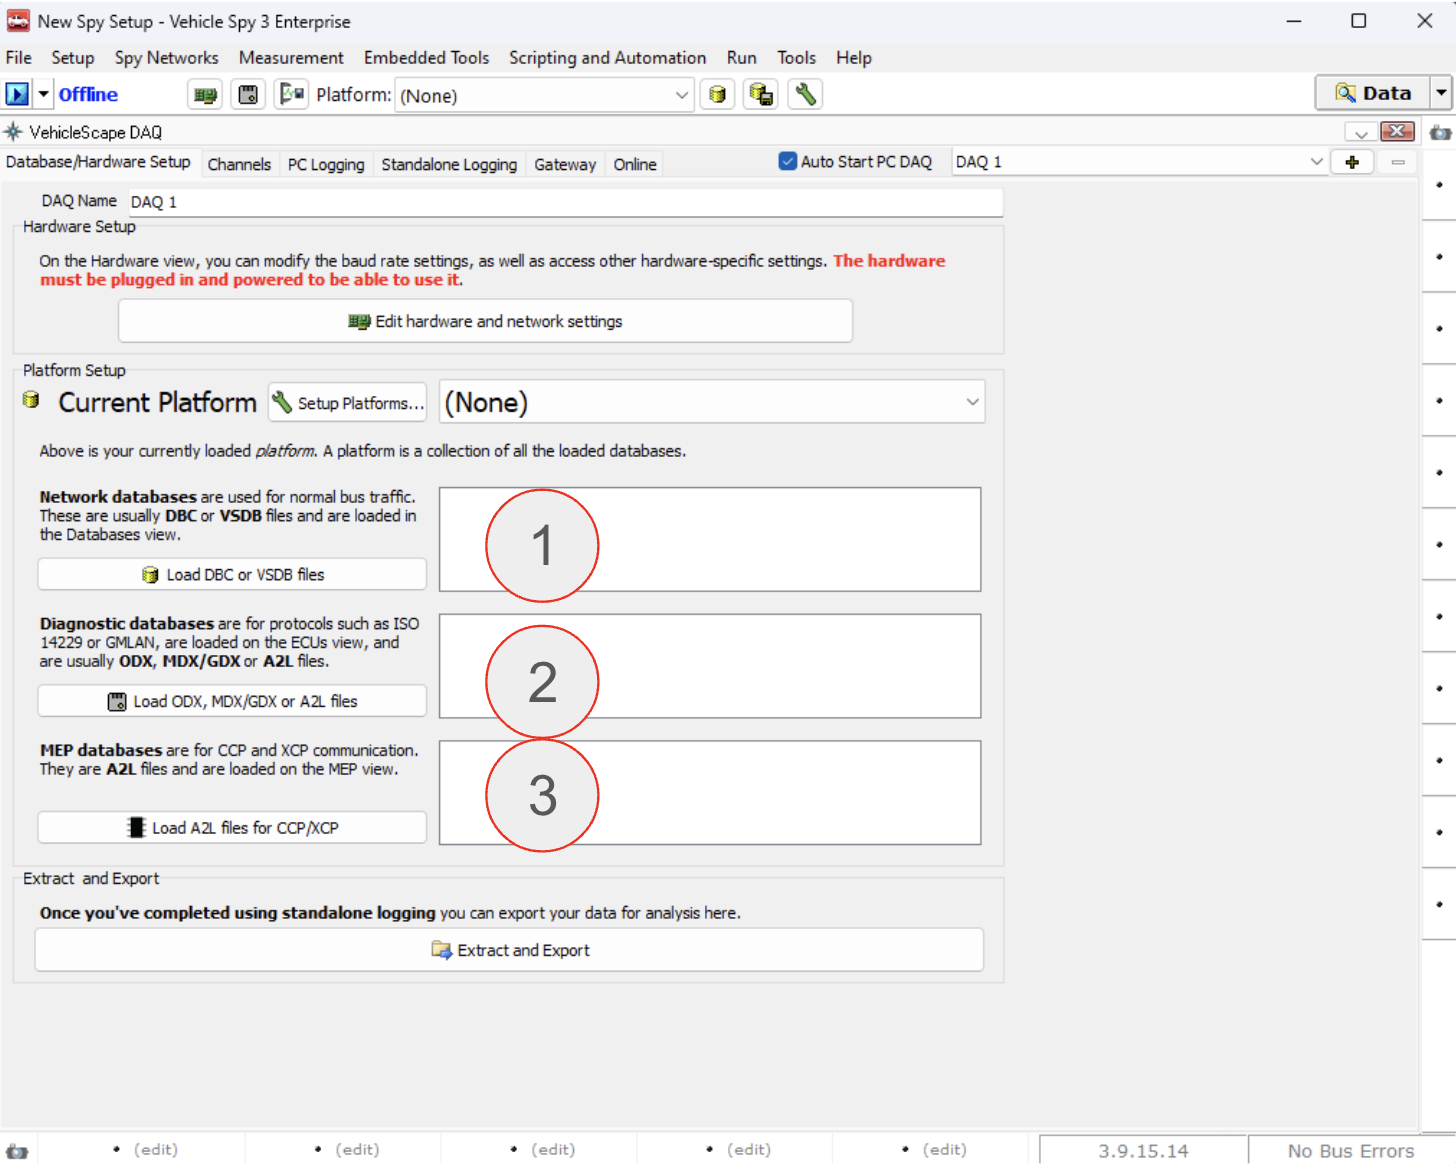 New Spy Setup - Vehicle Spy 3 Enterprise
File Setup Spy Networks Measurement Embedded Tools Scripting and Automation Run Tools Help
Offline Platform: (None) Data
VehicleScape DAQ
Database/Hardware Setup Channels PC Logging Standalone Logging Gateway Online Auto Start PC DAQ DAQ 1
DAQ Name DAQ 1
Hardware Setup
On the Hardware view, you can modify the baud rate settings, as well as access other hardware-specific settings. The hardware
must be plugged in and powered to be able to use it.
Edit hardware and network settings
Platform Setup
Current Platform Setup Platforms... (None)
Above is your currently loaded platform. A platform is a collection of all the loaded databases.
Network databases are used for normal bus traffic.
These are usually DBC or VSDB files and are loaded in
the Databases view.
1
Load DBC or VSDB files
Diagnostic databases are for protocols such as ISO
14229 or GMLAN, are loaded on the ECUs view, and
are usually ODX, MDX/GDX or A2L files.
2
Load ODX, MDX/GDX or A2L files
MEP databases are for CCP and XCP communication.
They are A2L files and are loaded on the MEP view.
3
Load A2L files for CCP/XCP
Extract and Export
Once you've completed using standalone logging you can export your data for analysis here.
Extract and Export
(edit) (edit) (edit) (edit) (edit) 3.9.15.14 No Bus Errors